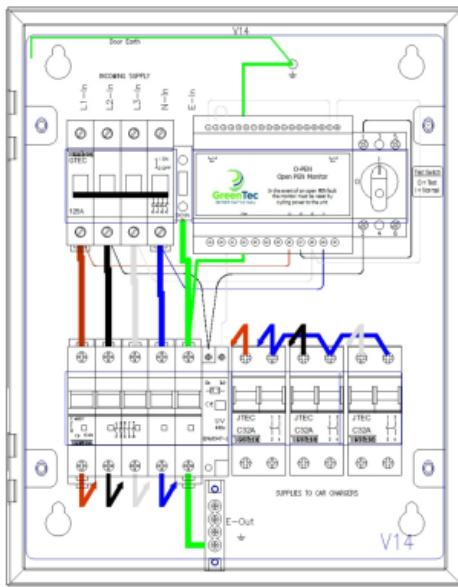 V14
Door Earth
INCOMING SUPPLY
L1-In
L2-In
L3-In
N-In
E-In
GTEC
125A
GreenTec
O-PEN
Open PEN Monitor
In the event of an open PEN fault
the monitor must be reset by
cycling power to the unit
Test Switch
0 = Test
I = Normal
JTEC
C32A
JTEC
C32A
JTEC
C32A
SUPPLIES TO CAR CHARGERS
E-Out
V14